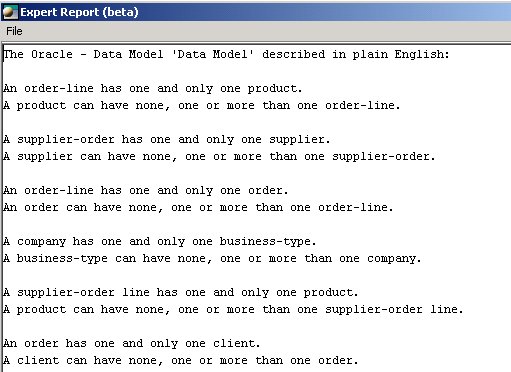 Expert Report (beta)
File
The Oracle - Data Model 'Data Model' described in plain English:
An order-line has one and only one product.
A product can have none, one or more than one order-line.
A supplier-order has one and only one supplier.
A supplier can have none, one or more than one supplier-order.
An order-line has one and only one order.
An order can have none, one or more than one order-line.
A company has one and only one business-type.
A business-type can have none, one or more than one company.
A supplier-order line has one and only one product.
A product can have none, one or more than one supplier-order line.
An order has one and only one client.
A client can have none, one or more than one order.